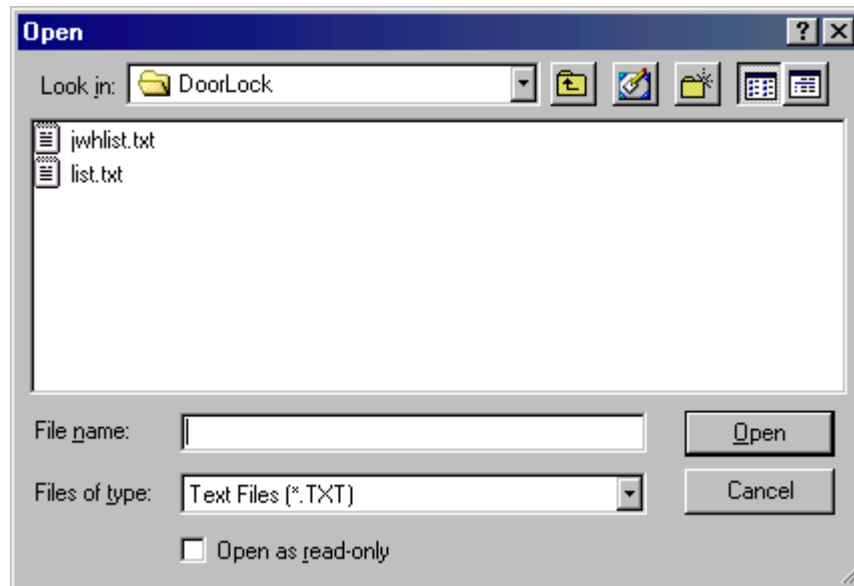 Open
Look in: DoorLock
jwhlist.txt
list.txt
File name: Open
Files of type: Text Files (*.TXT) Cancel
Open as read-only